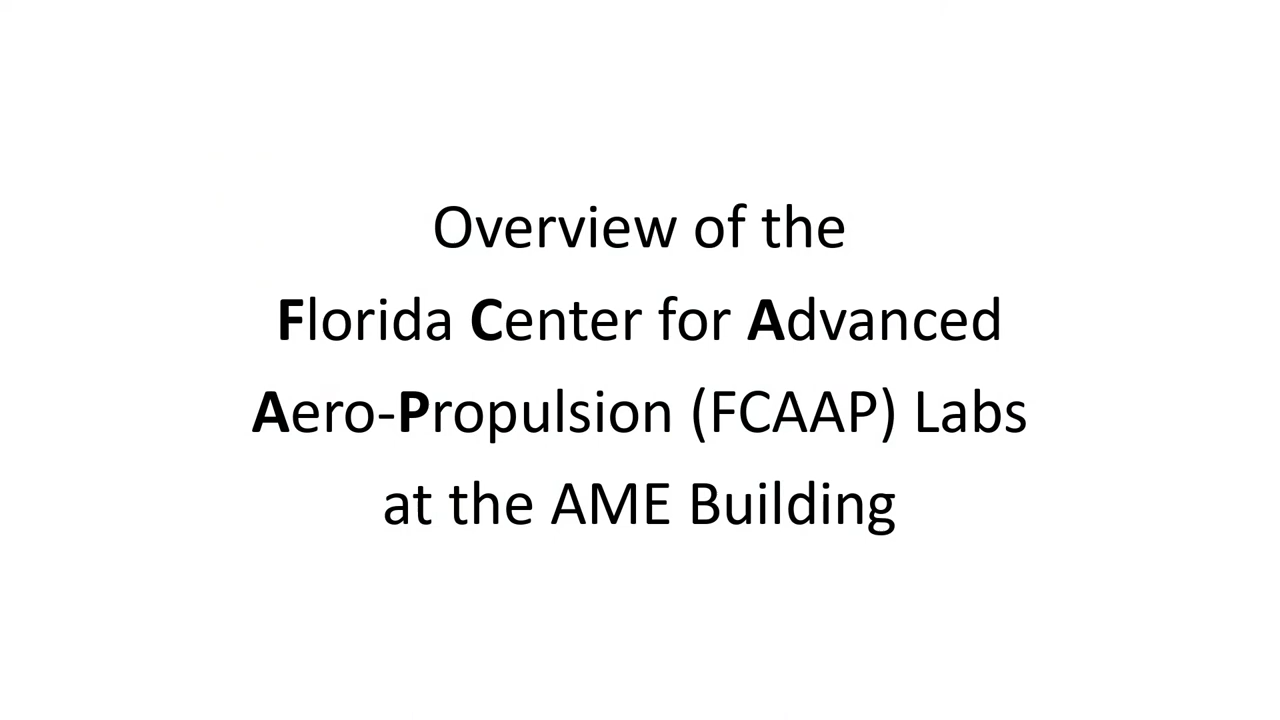 Overview of the
Florida Center for Advanced
Aero-Propulsion (FCAAP) Labs
at the AME Building